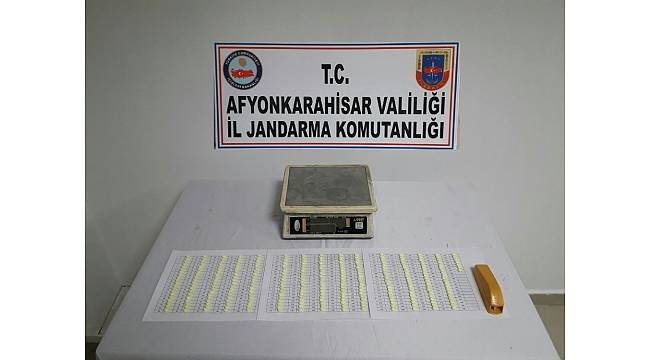 T.C.
AFYONKARAHİSAR VALİLİĞİ
İL JANDARMA KOMUTANLIĞI